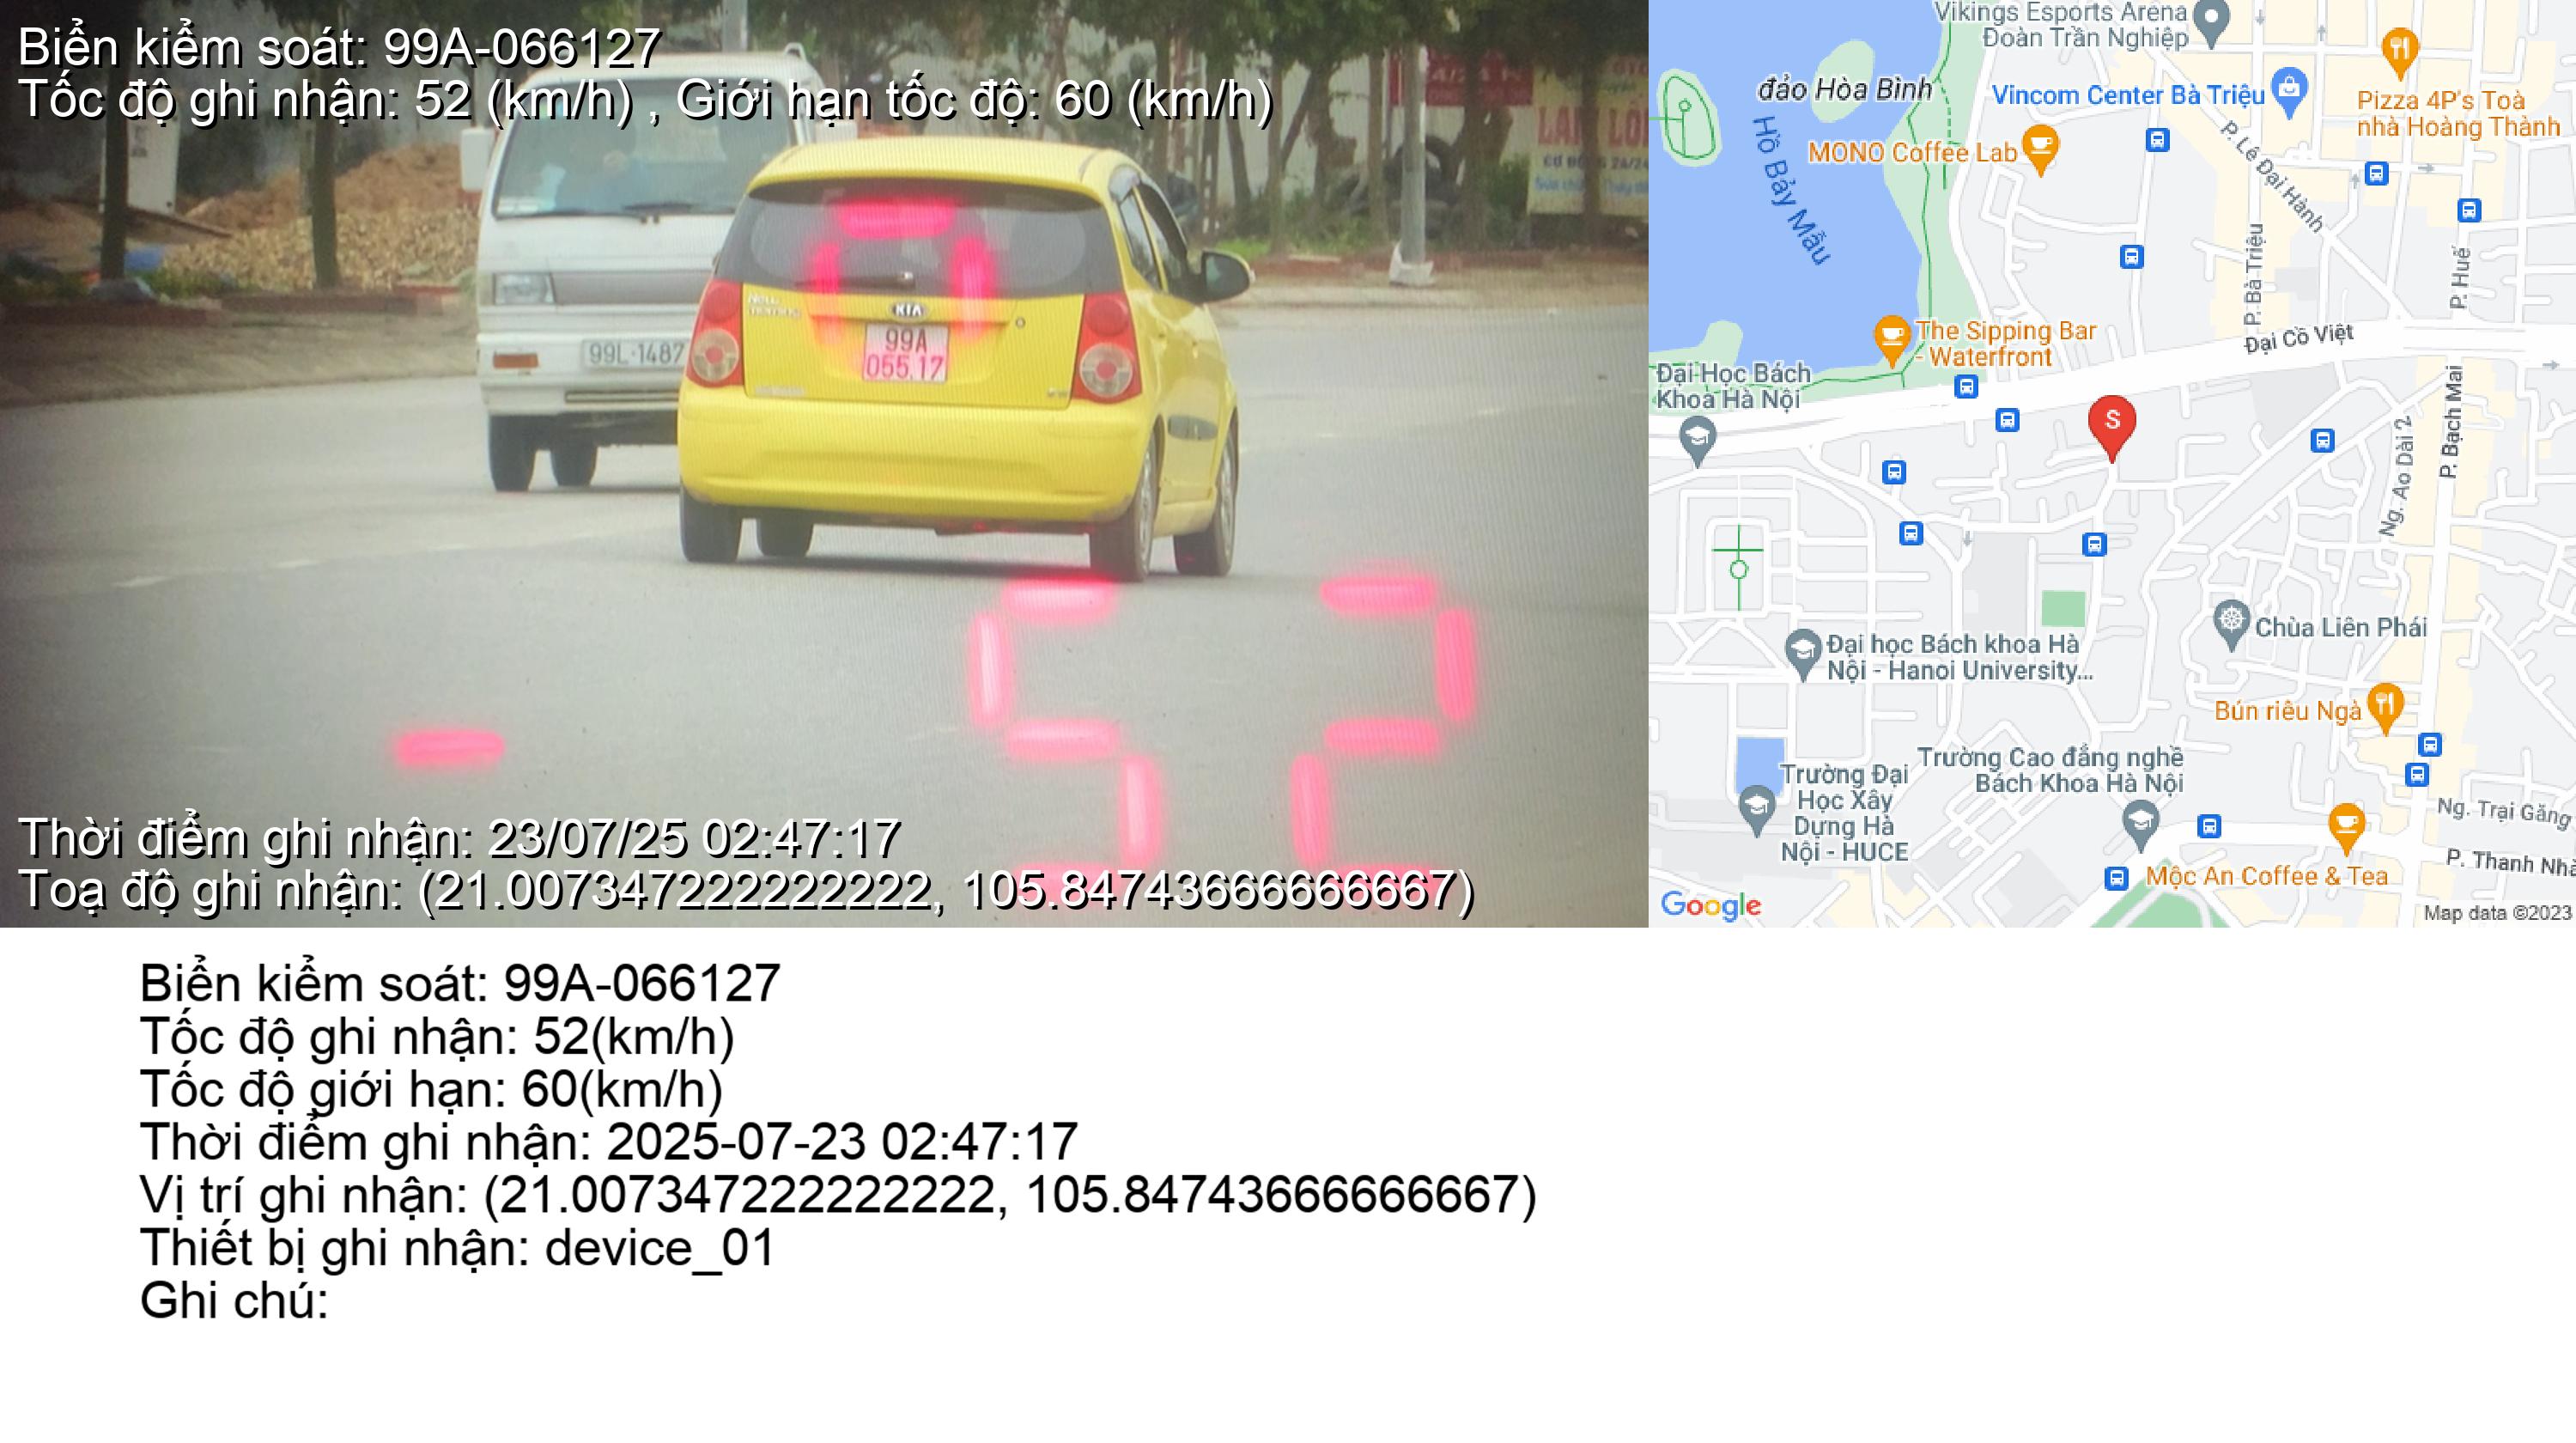 Biển kiểm soát: 99A-066127
Tốc độ ghi nhận: 52 (km/h) , Giới hạn tốc độ: 60 (km/h)
KIA
99A
055.17
99L-1487
52
Thời điểm ghi nhận: 23/07/25 02:47:17
Toạ độ ghi nhận: (21.007347222222222, 105.84743666666667)
Vikings Esports Arena
Đoàn Trần Nghiệp
đảo Hòa Bình
Vincom Center Bà Triệu
Pizza 4P's Toà
nhà Hoàng Thành
MONO Coffee Lab
P. Lê Đại Hành
Hồ Bảy Mẫu
P. Bà Triệu
P. Huế
The Sipping Bar
- Waterfront
Đại Cồ Việt
Đại Học Bách
Khoa Hà Nội
S
P. Bạch Mai
Ng. Ao Dài 2
Chùa Liên Phái
Đại học Bách khoa Hà
Nội - Hanoi University...
Bún riêu Ngà
Trường Cao đẳng nghề
Bách Khoa Hà Nội
Trường Đại
Học Xây
Dựng Hà
Nội - HUCE
Ng. Trại Găng
P. Thanh Nhà
Mộc An Coffee & Tea
Google
Map data ©2023
Biển kiểm soát: 99A-066127
Tốc độ ghi nhận: 52(km/h)
Tốc độ giới hạn: 60(km/h)
Thời điểm ghi nhận: 2025-07-23 02:47:17
Vị trí ghi nhận: (21.007347222222222, 105.84743666666667)
Thiết bị ghi nhận: device_01
Ghi chú: